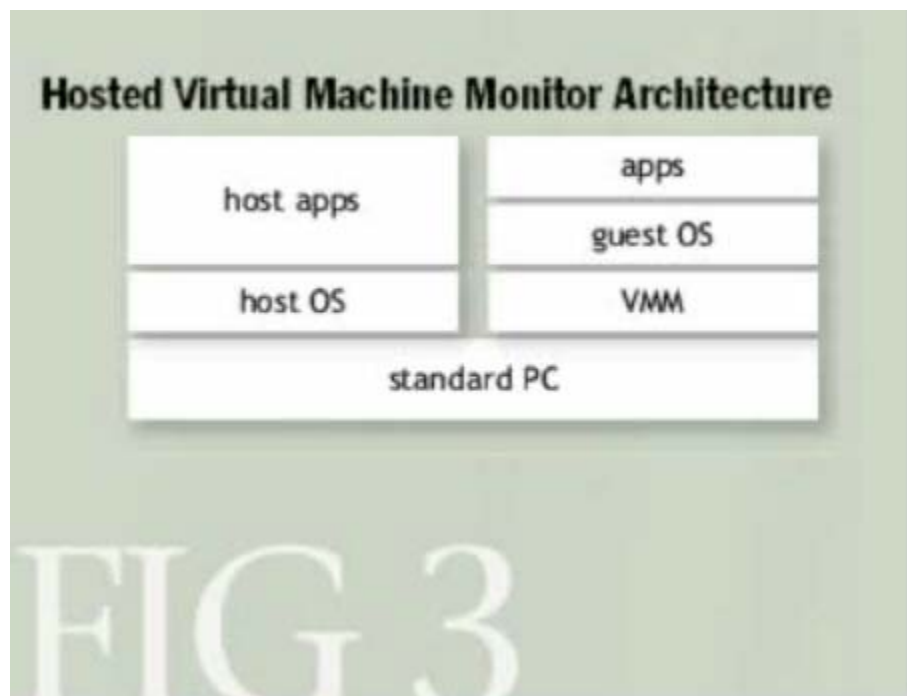 Hosted Virtual Machine Monitor Architecture
host apps
host OS
apps
guest OS
VMM
standard PC
FIG 3